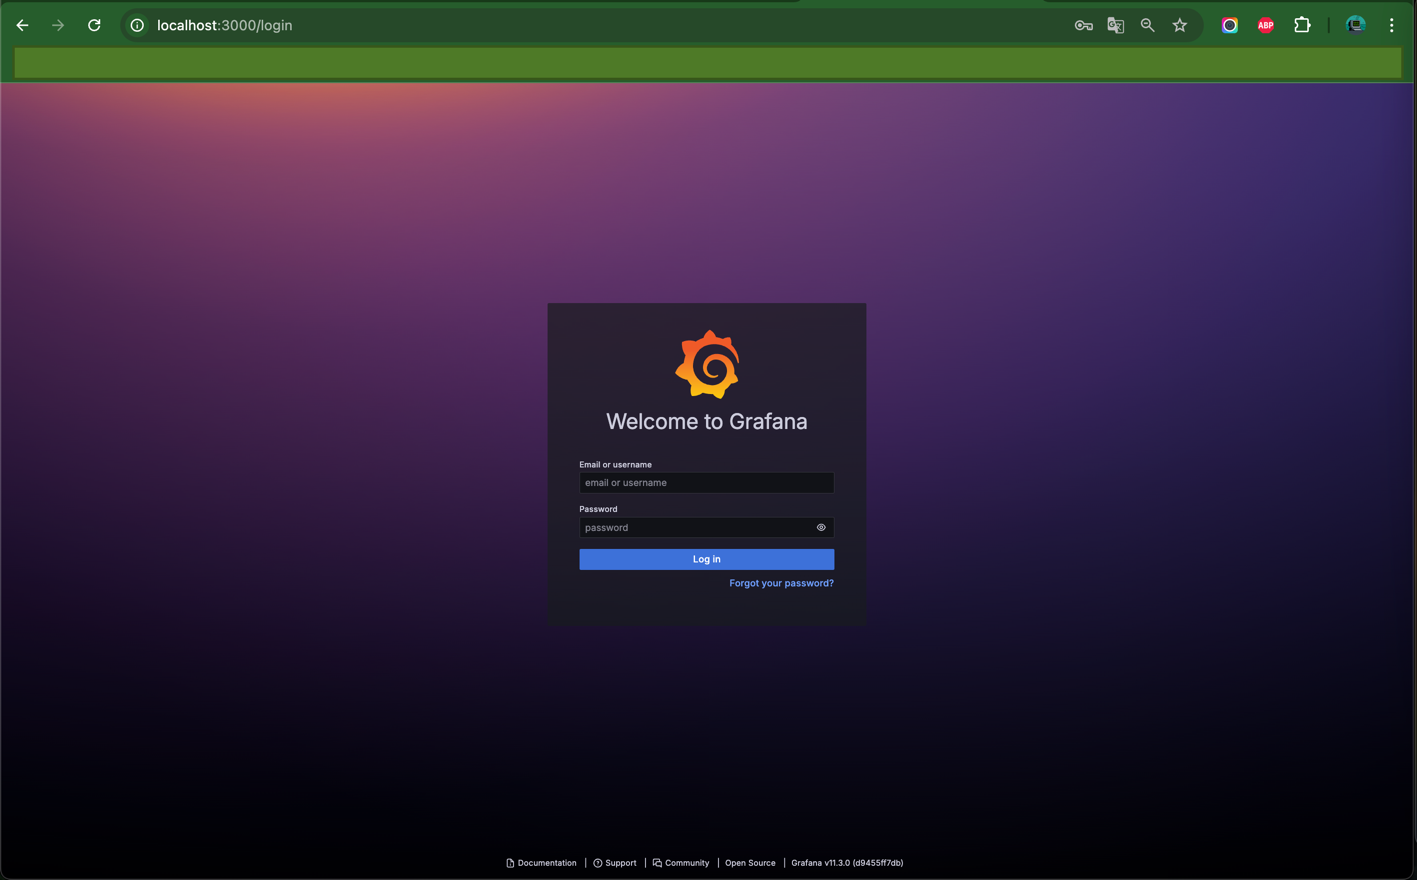 localhost:3000/login
ABP
Welcome to Grafana
Email or username
email or username
Password
password
Log in
Forgot your password?
Documentation | Support | Community | Open Source | Grafana v11.3.0 (d9455ff7db)